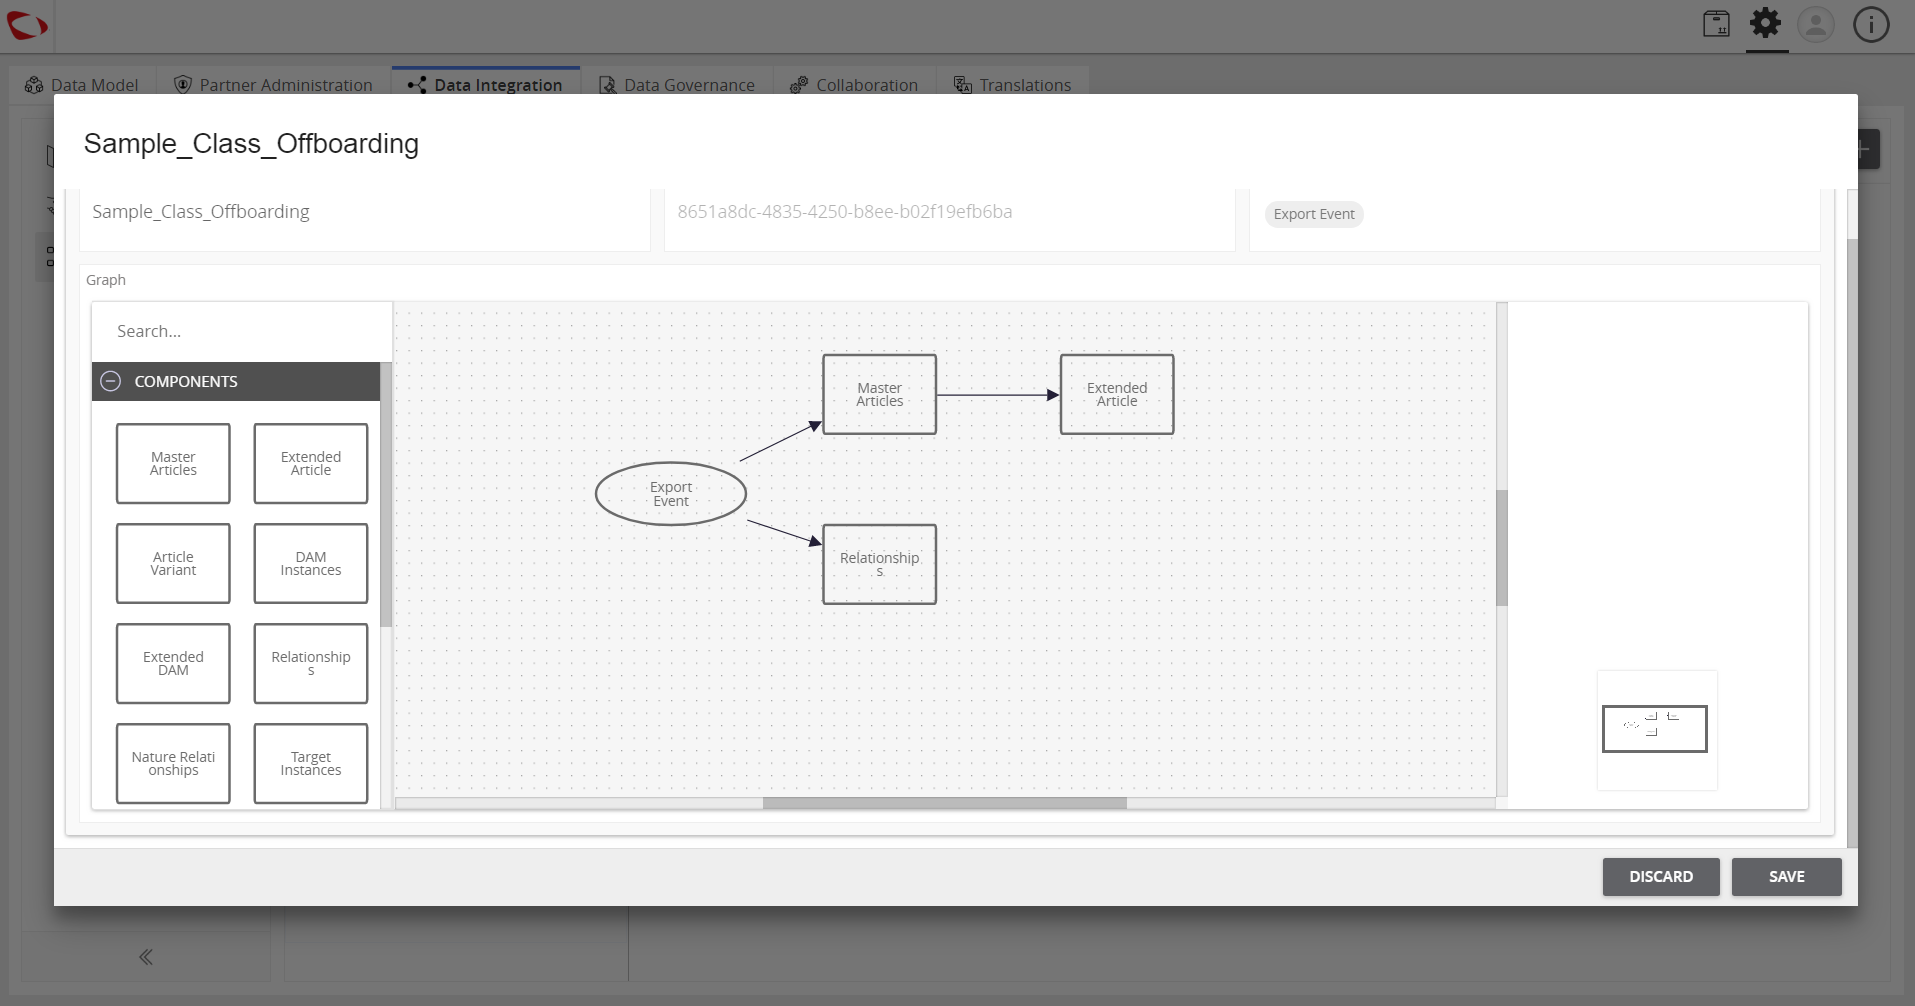 Data Model
Partner Administration
Data Integration
Data Governance
Collaboration
Translations
Sample_Class_Offboarding
Sample_Class_Offboarding
8651a8dc-4835-4250-b8ee-b02f19efb6ba
Export Event
Graph
Search...
COMPONENTS
Master
Articles
Extended
Article
Article
Variant
DAM
Instances
Extended
DAM
Relationship
s
Nature Relati
onships
Target
Instances
Export
Event
Master
Articles
Extended
Article
Relationship
s
DISCARD
SAVE